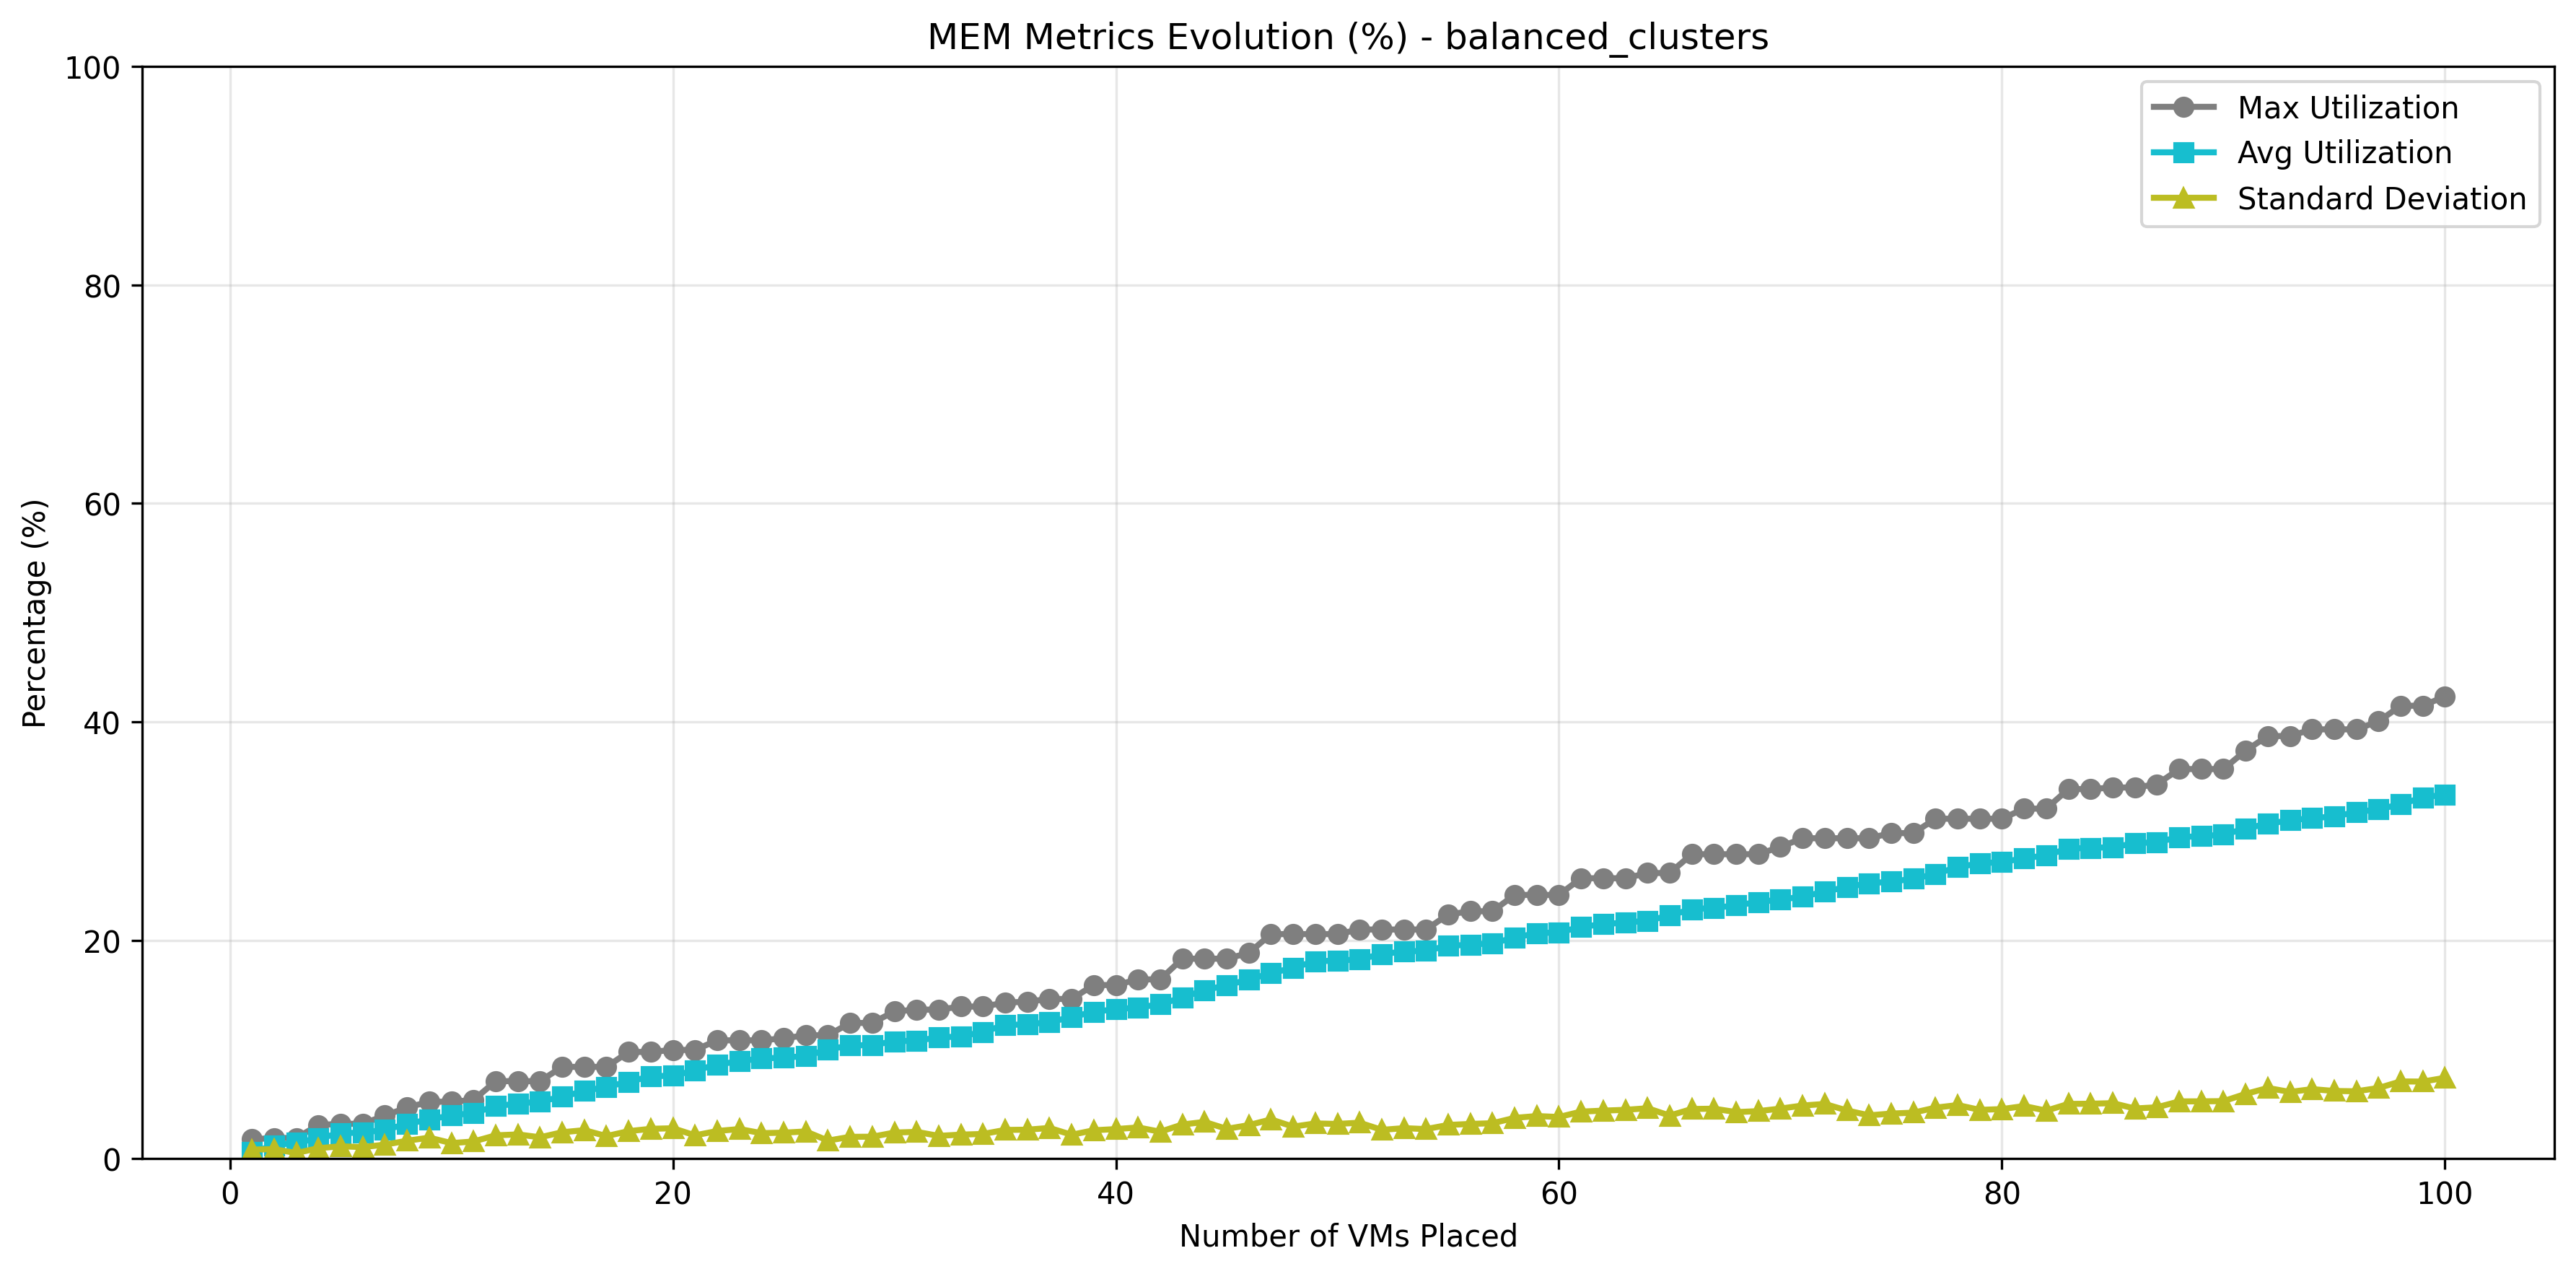 MEM Metrics Evolution (%) - balanced_clusters
100
80
60
40
20
0
Percentage (%)
Max Utilization
Avg Utilization
Standard Deviation
0 20 40 60 80 100
Number of VMs Placed